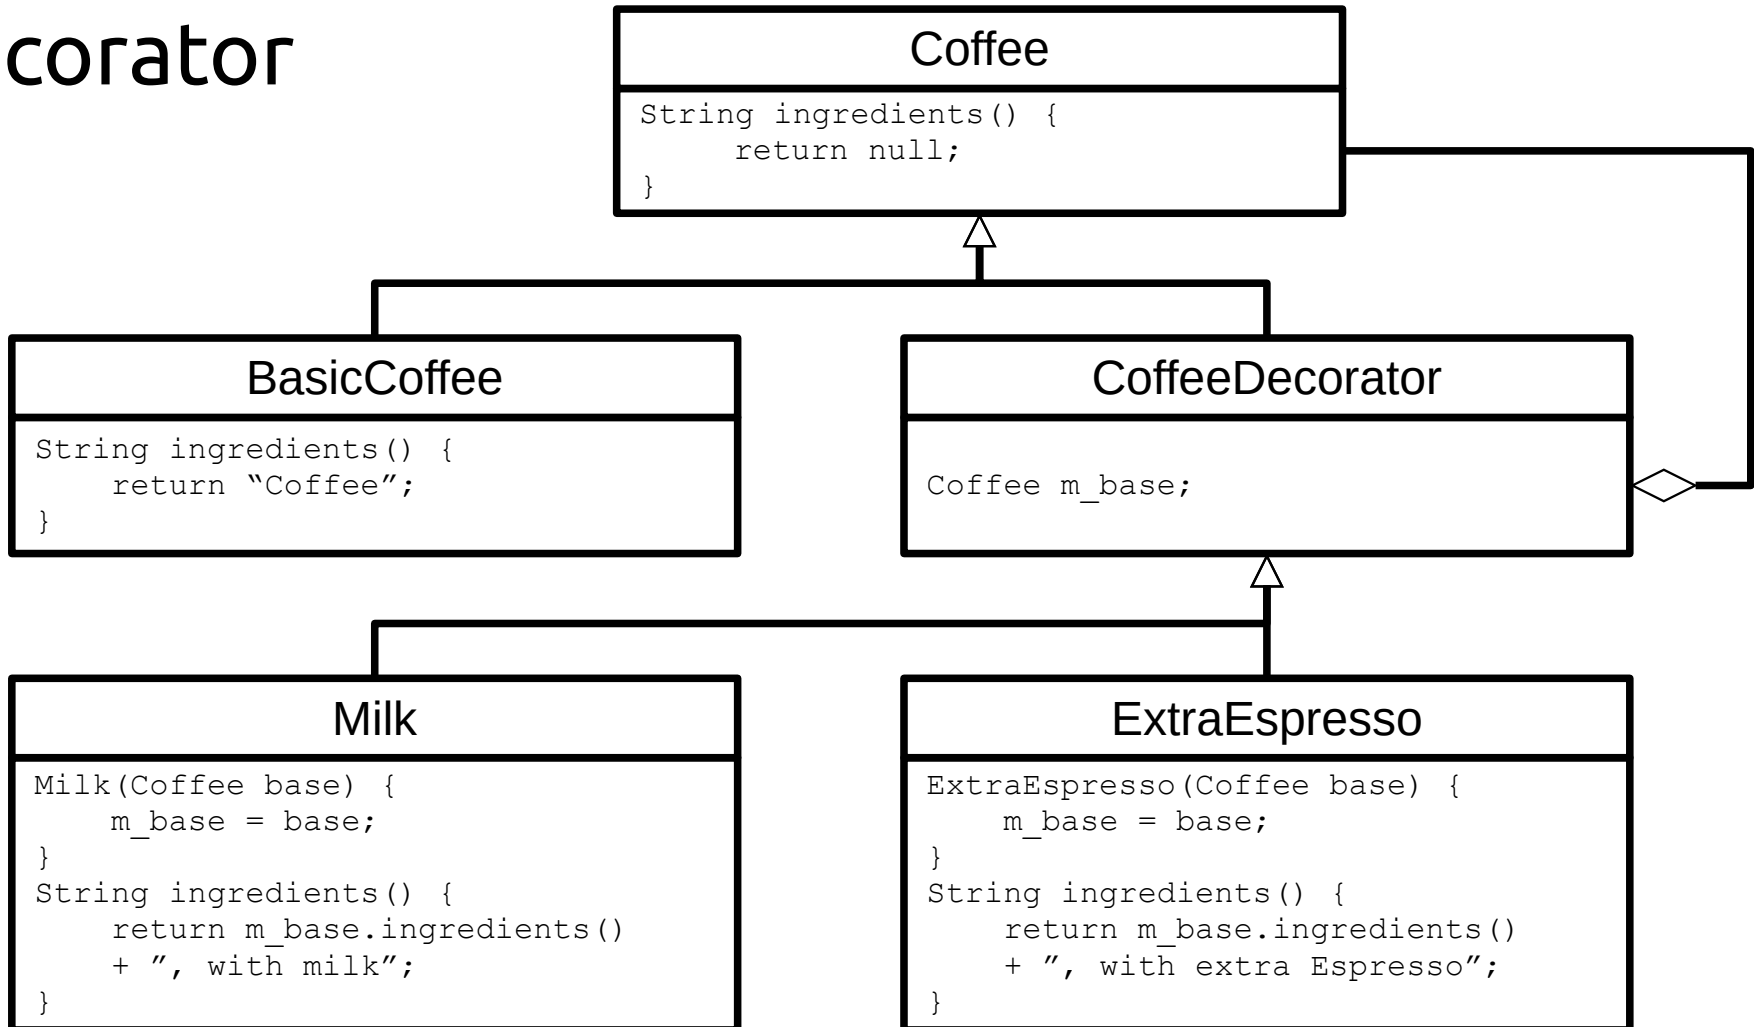 corator
Coffee
String ingredients() {
    return null;
}
BasicCoffee
String ingredients() {
    return “Coffee”;
}
CoffeeDecorator
Coffee m_base;
Milk
Milk(Coffee base) {
    m_base = base;
}
String ingredients() {
    return m_base.ingredients()
    + ”, with milk”;
}
ExtraEspresso
ExtraEspresso(Coffee base) {
    m_base = base;
}
String ingredients() {
    return m_base.ingredients()
    + ”, with extra Espresso”;
}